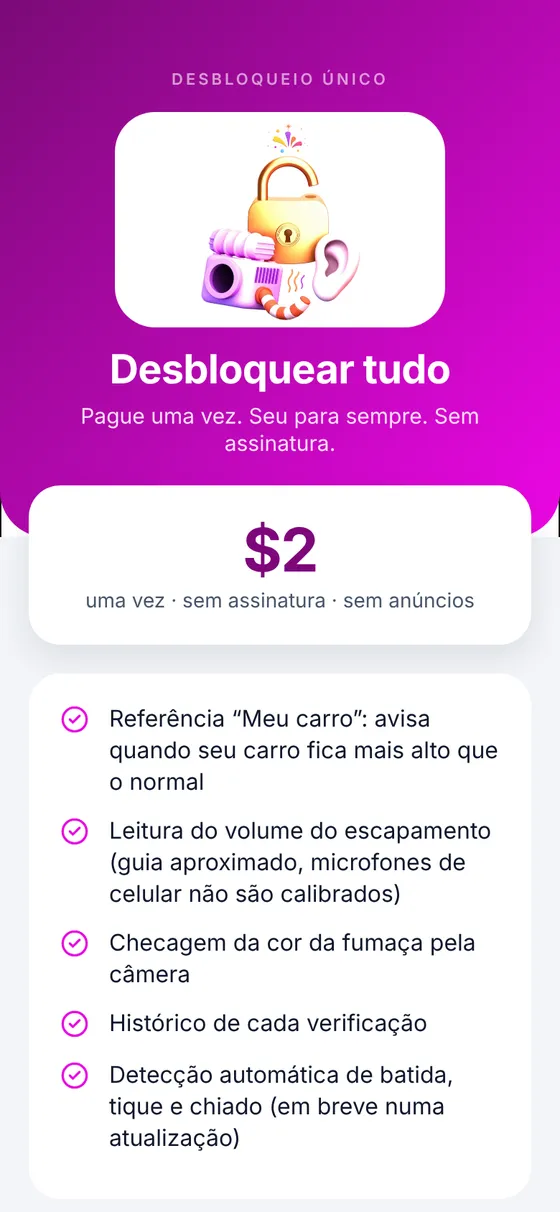 DESBLOQUEIO ÚNICO
Desbloquear tudo
Pague uma vez. Seu para sempre. Sem
assinatura.
$2
uma vez · sem assinatura · sem anúncios
Referência “Meu carro”: avisa
quando seu carro fica mais alto que
o normal
Leitura do volume do escapamento
(guia aproximado, microfones de
celular não são calibrados)
Checagem da cor da fumaça pela
câmera
Histórico de cada verificação
Detecção automática de batida,
tique e chiado (em breve numa
atualização)